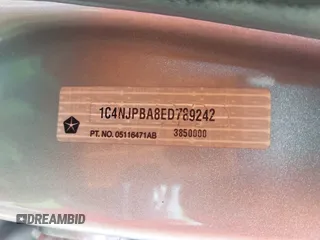 1C4NJPBA8ED789242
PT. NO. 05116471AB 3850000
DREAMBID